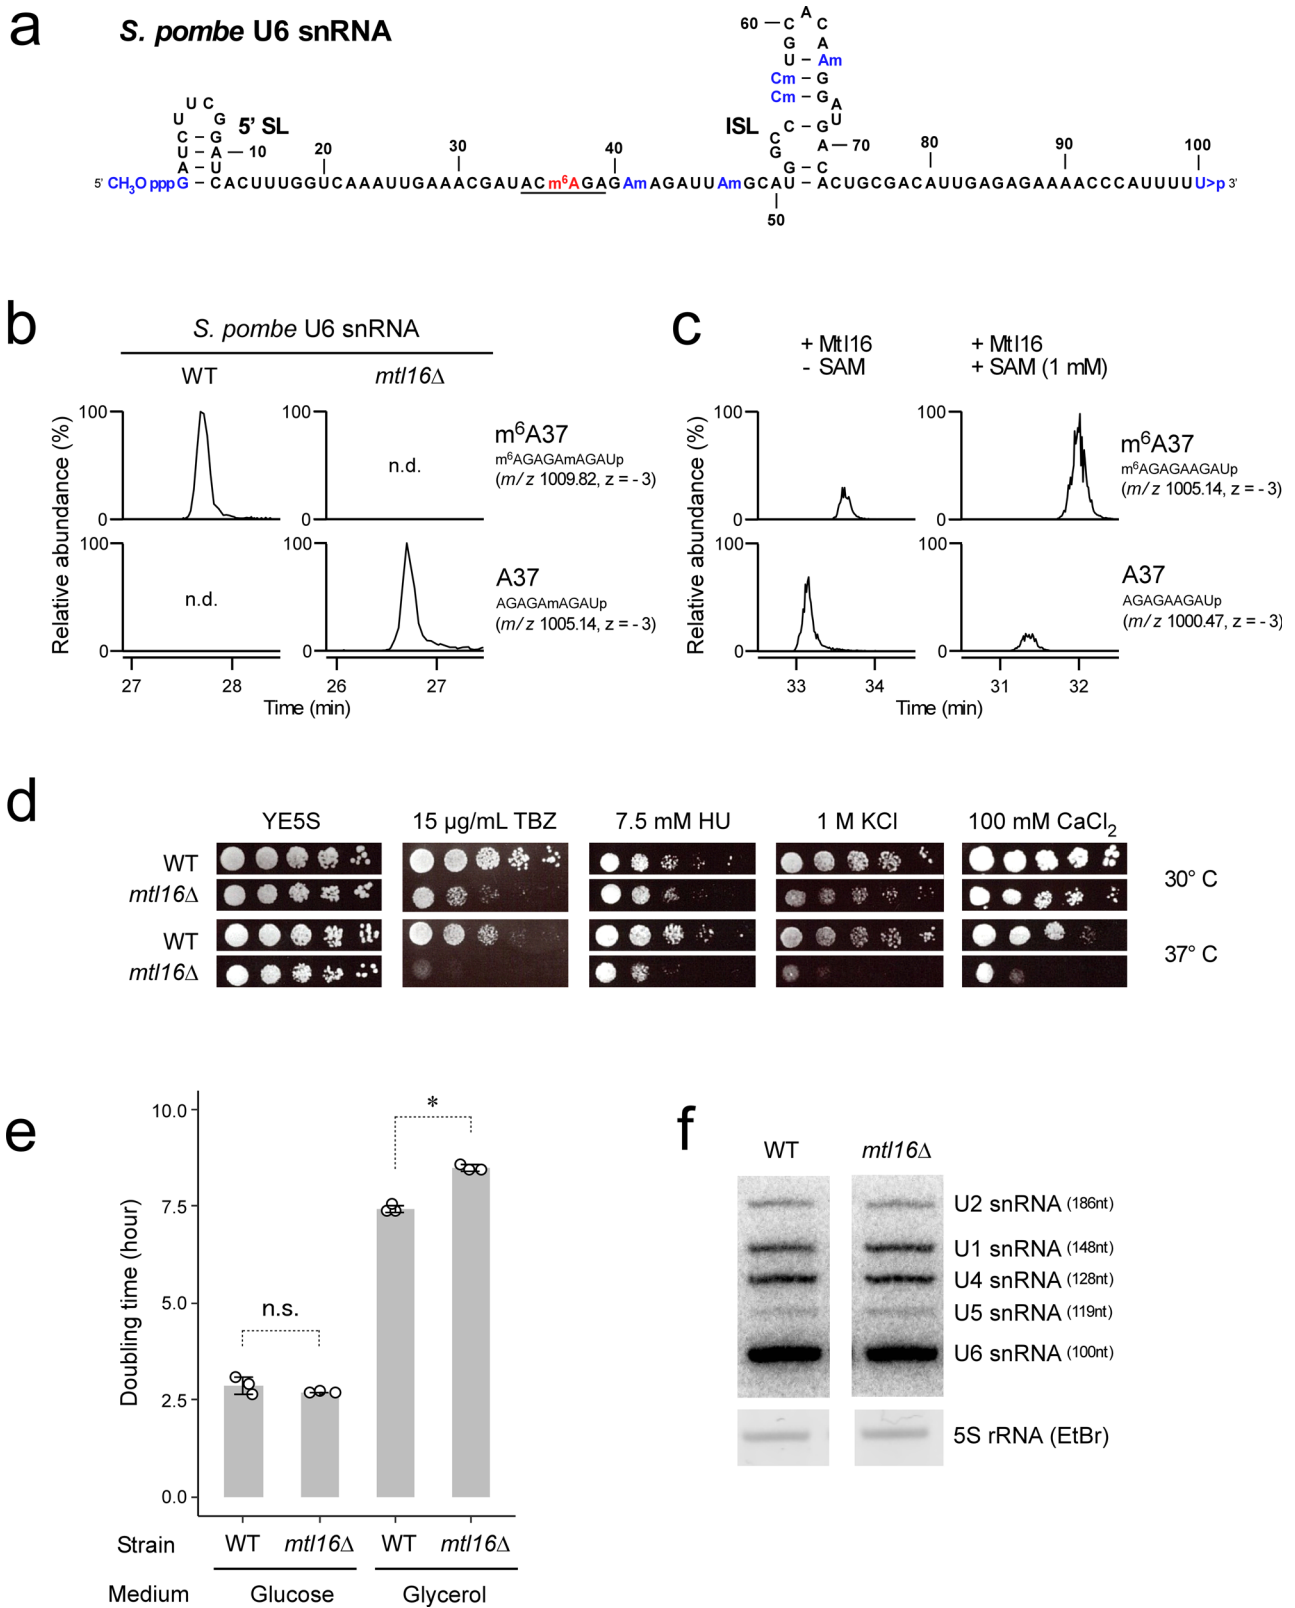 a
S. pombe U6 snRNA
60
A
C C
G A
U – Am
Cm – G
Cm – G
A
U
ISL
C – G
C
G A
G – C
70
U C
U G
C – G
U – A
A – U
5' SL
10 20 30 40 80 90 100
5' CH3O pppG – CACUUUGGUCAAAUUGAAACGAUACm6AGAGAmAGAUUAmGCAU – ACUGCGACAUUGAGAGAAAACCCAUUUUU>p 3'
50
b
S. pombe U6 snRNA
WT mtl16Δ
Relative abundance (%)
100 100
n.d.
0 0
m6A37
m6AGAGAmAGAUp
(m/z 1009.82, z = - 3)
100 100
n.d.
0 0
A37
AGAGAmAGAUp
(m/z 1005.14, z = - 3)
27 28 26 27
Time (min)
c
+ Mtl16 + Mtl16
- SAM + SAM (1 mM)
Relative abundance (%)
100 100
0 0
m6A37
m6AGAGAAGAUp
(m/z 1005.14, z = - 3)
100 100
0 0
A37
AGAGAAGAUp
(m/z 1000.47, z = - 3)
33 34 31 32
Time (min)
d
YE5S 15 µg/mL TBZ 7.5 mM HU 1 M KCl 100 mM CaCl2
WT
mtl16Δ
30° C
WT
mtl16Δ
37° C
e
Doubling time (hour)
10.0
7.5
5.0
2.5
0.0
n.s.
*
Strain WT mtl16Δ WT mtl16Δ
Medium Glucose Glycerol
f
WT mtl16Δ
U2 snRNA (186nt)
U1 snRNA (148nt)
U4 snRNA (128nt)
U5 snRNA (119nt)
U6 snRNA (100nt)
5S rRNA (EtBr)